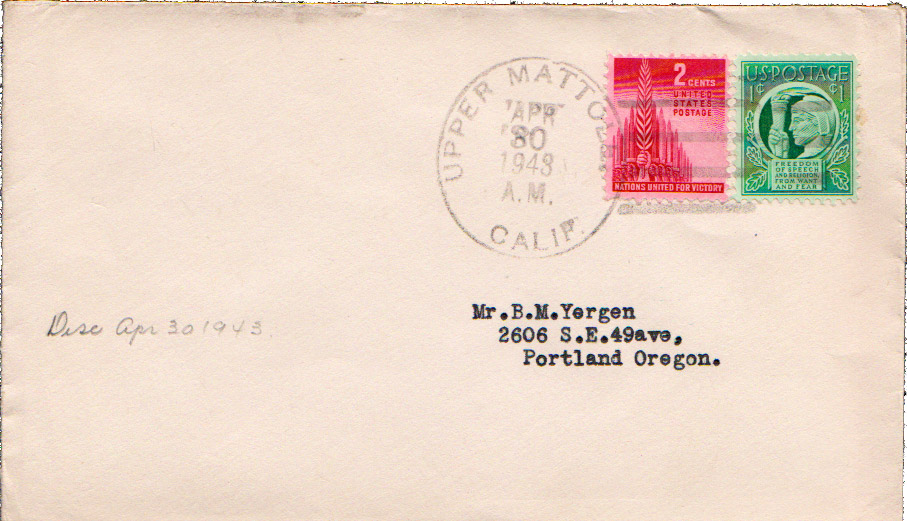 UPPER MATTOLE
APR
30
1943
A.M.
CALIF.
2 CENTS
UNITED
STATES
POSTAGE
NATIONS UNITED FOR VICTORY
U.S. POSTAGE
1¢ ¢1
FREEDOM
OF SPEECH
AND RELIGION,
FROM WANT
AND FEAR
Disc Apr 30 1943
Mr.B.M.Yergen
2606 S.E.49ave,
Portland Oregon.